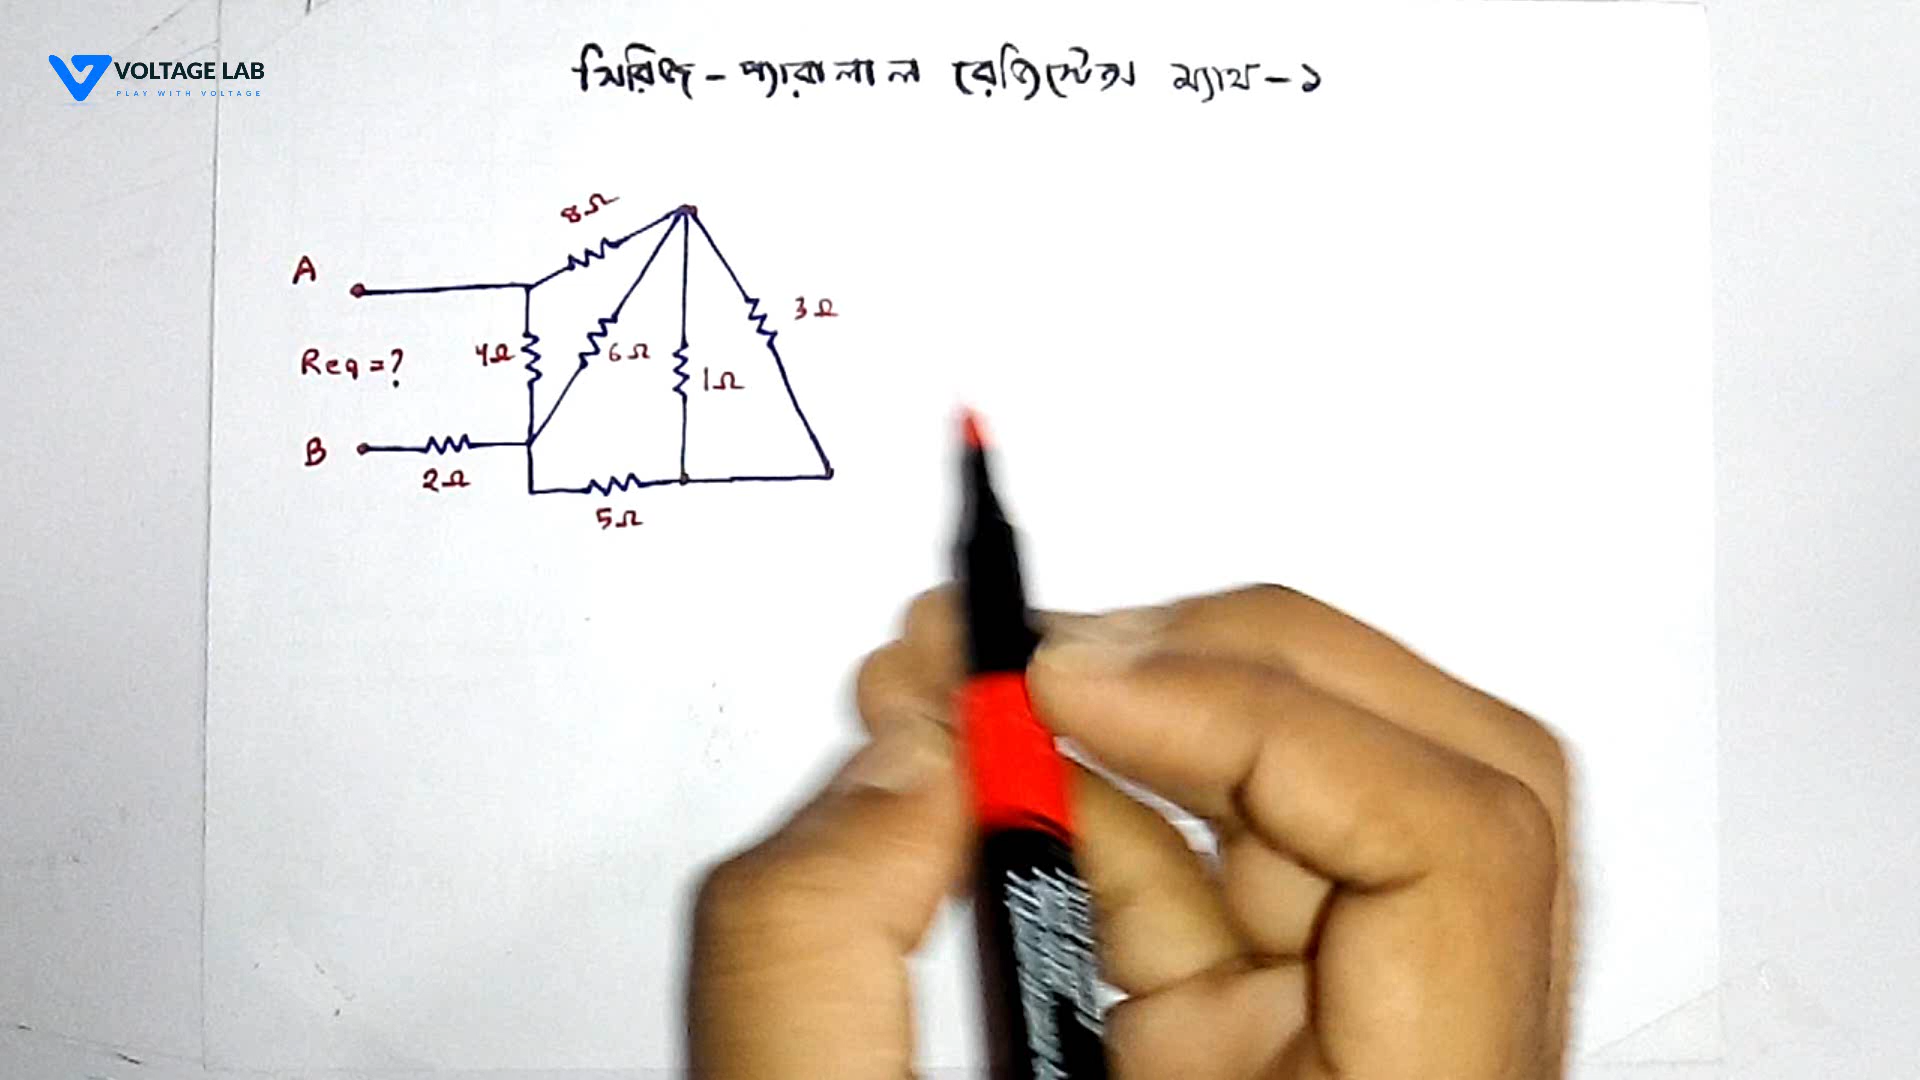 VOLTAGE LAB
PLAY WITH VOLTAGE
সিরিজ - প্যারালাল রেজিস্টেন্স ম্যাথ - ১
8Ω
A
3Ω
4Ω
6Ω
Req = ?
1Ω
B
2Ω
5Ω